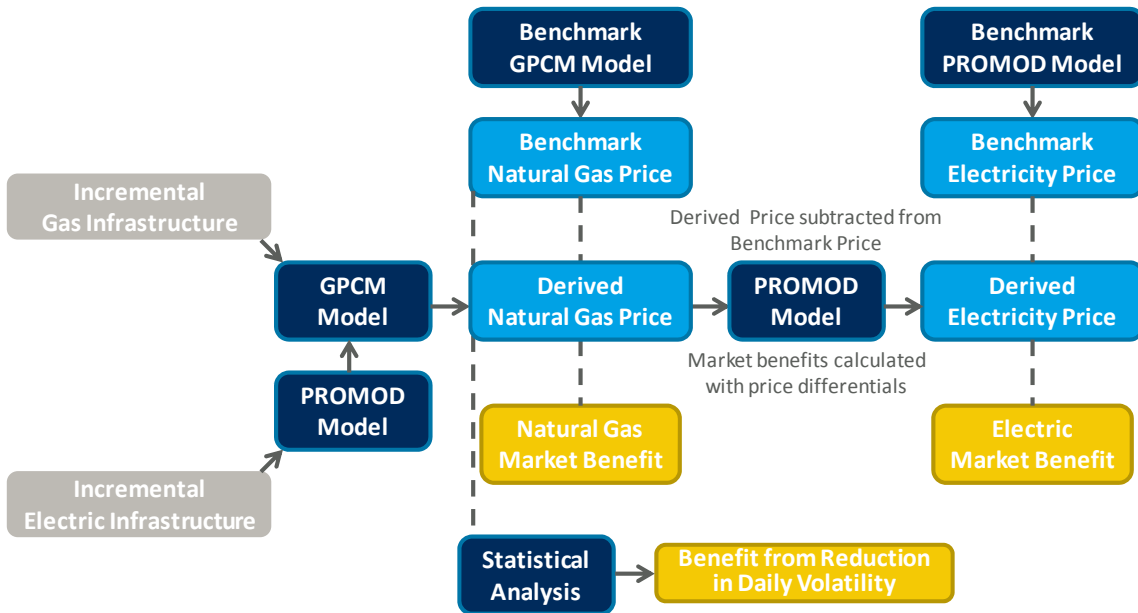 Benchmark
GPCM Model
Benchmark
PROMOD Model
Benchmark
Natural Gas Price
Benchmark
Electricity Price
Incremental
Gas Infrastructure
Derived Price subtracted from
Benchmark Price
GPCM
Model
Derived
Natural Gas Price
PROMOD
Model
Derived
Electricity Price
Market benefits calculated
with price differentials
PROMOD
Model
Natural Gas
Market Benefit
Electric
Market Benefit
Incremental
Electric Infrastructure
Statistical
Analysis
Benefit from Reduction
in Daily Volatility